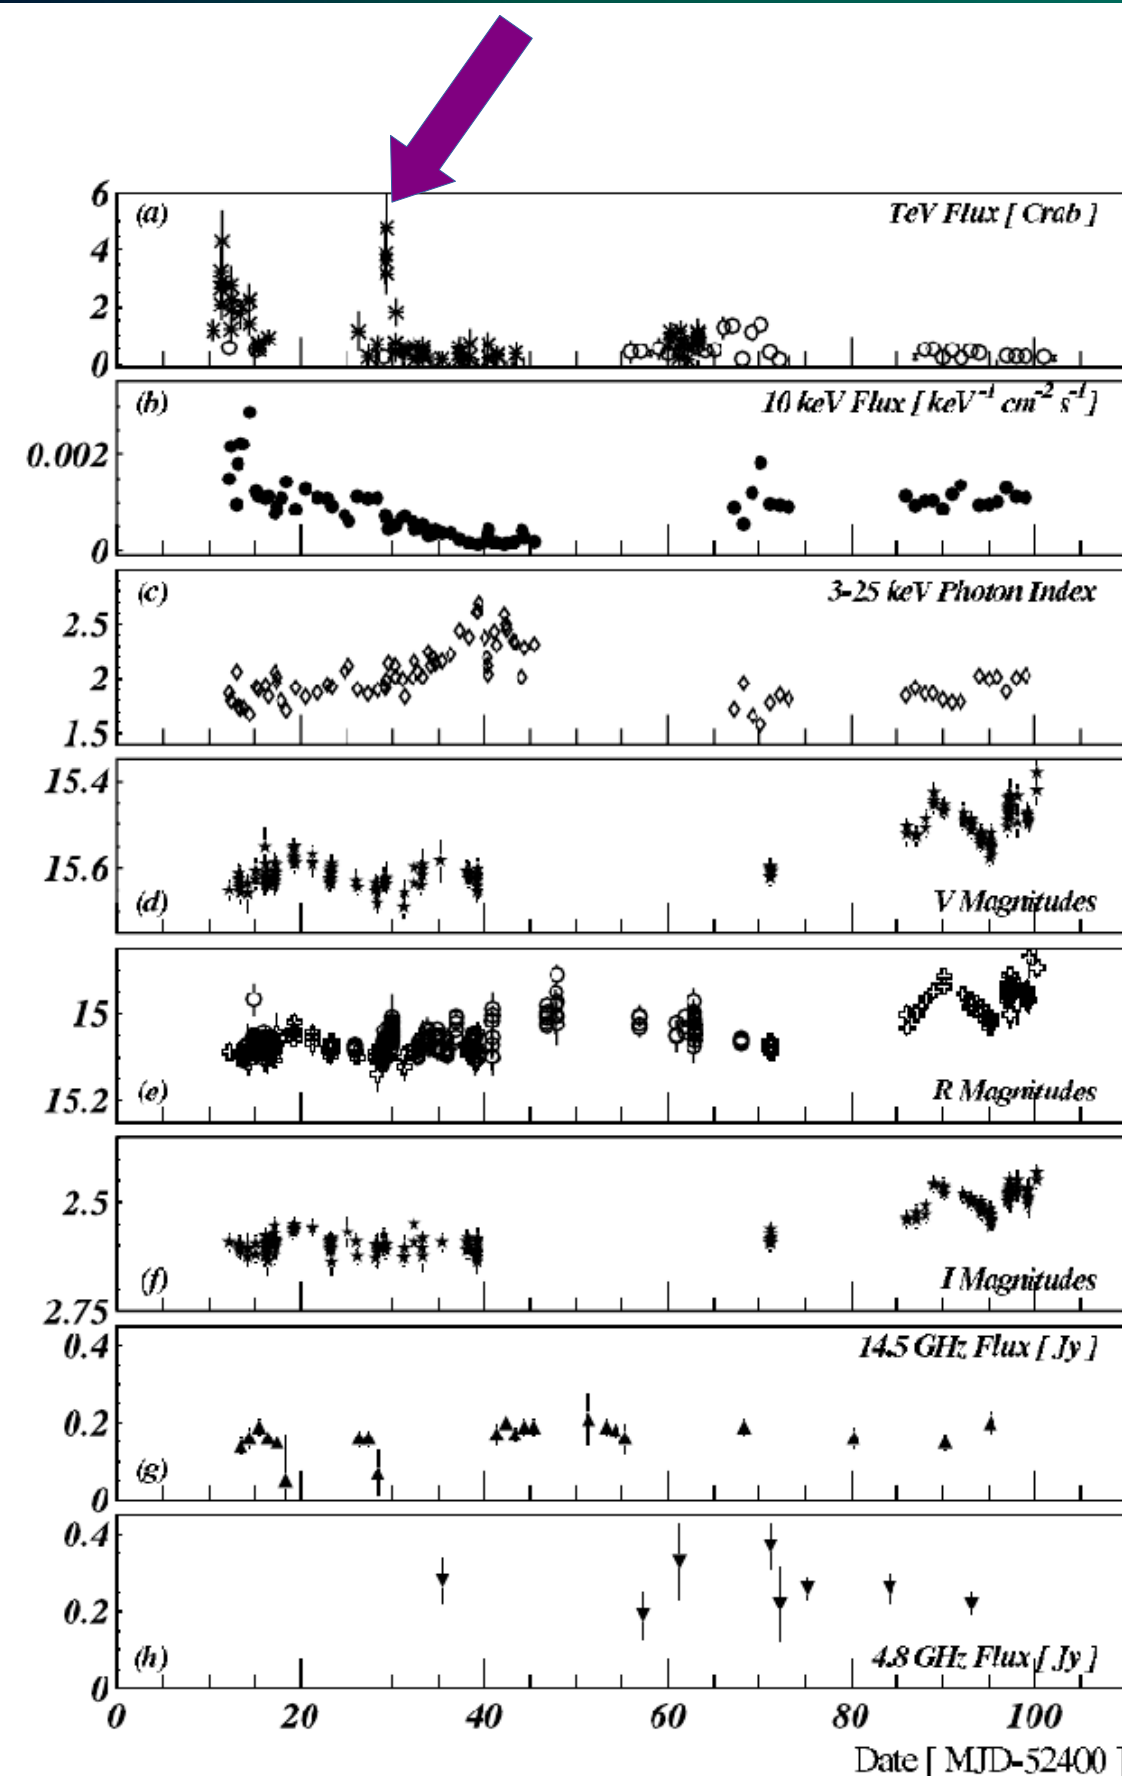 6
(a)
TeV Flux [ Crab ]
4
2
0
(b)
10 keV Flux [ keV⁻¹ cm⁻² s⁻¹]
0.002
0
(c)
3-25 keV Photon Index
2.5
2
1.5
15.4
15.6
(d)
V Magnitudes
15
15.2
(e)
R Magnitudes
2.5
(f)
I Magnitudes
2.75
0.4
14.5 GHz Flux [ Jy ]
0.2
(g)
0
0.4
0.2
(h)
4.8 GHz Flux [ Jy ]
0
0 20 40 60 80 100
Date [ MJD-52400 ]